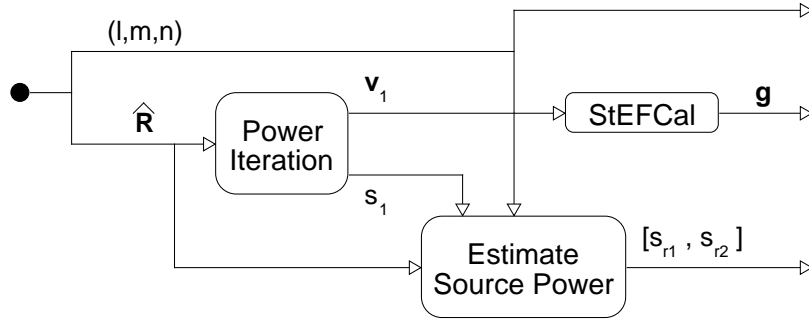 (l,m,n)
R̂
Power
Iteration
v₁
s₁
StEFCal
g
Estimate
Source Power
[sᵣ₁ , sᵣ₂ ]